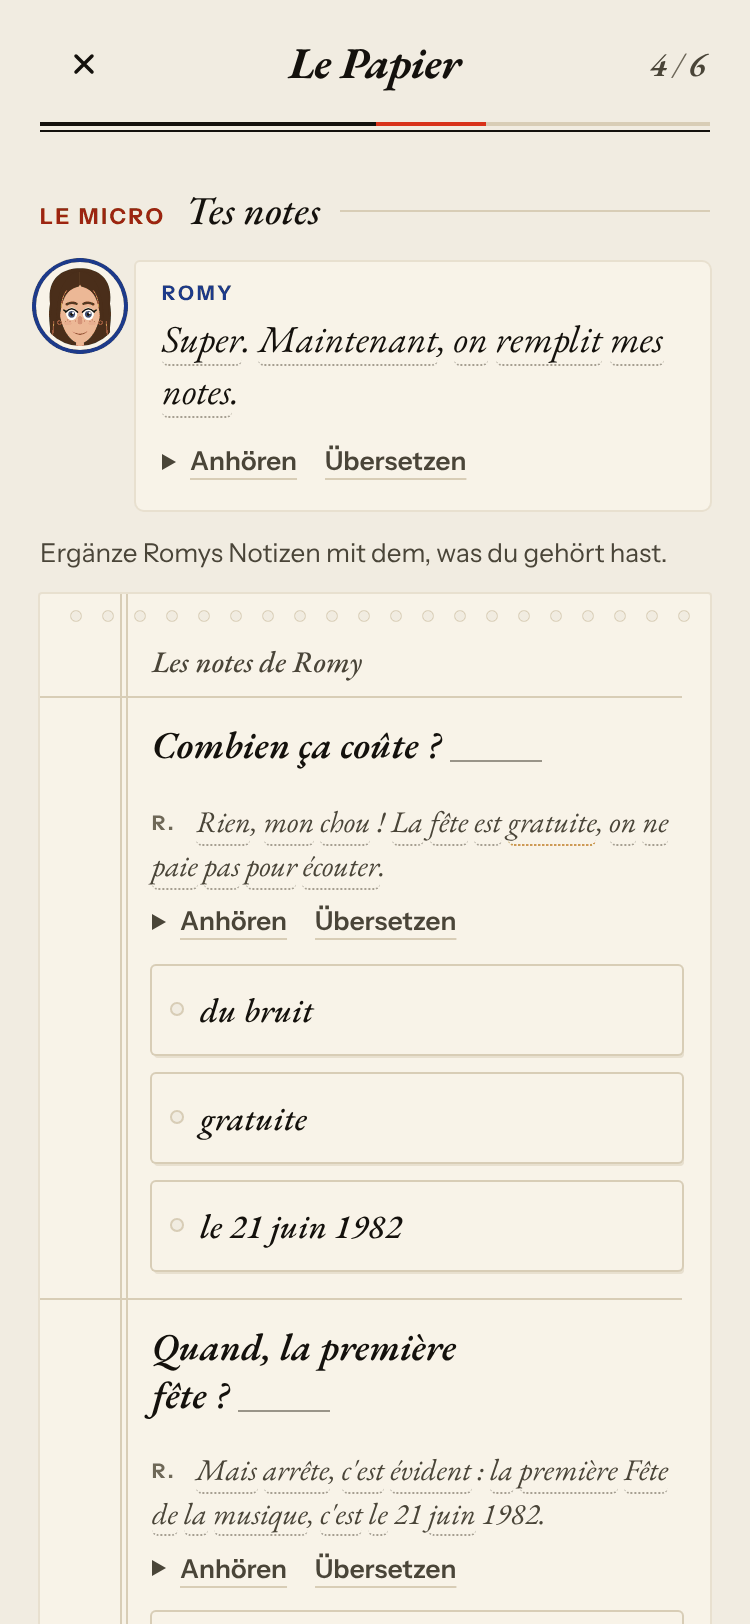 Le Papier
4 / 6
LE MICRO Tes notes
ROMY
Super. Maintenant, on remplit mes
notes.
Anhören Übersetzen
Ergänze Romys Notizen mit dem, was du gehört hast.
Les notes de Romy
Combien ça coûte ? ______
R. Rien, mon chou ! La fête est gratuite, on ne
paie pas pour écouter.
Anhören Übersetzen
du bruit
gratuite
le 21 juin 1982
Quand, la première
fête ? ______
R. Mais arrête, c'est évident : la première Fête
de la musique, c'est le 21 juin 1982.
Anhören Übersetzen